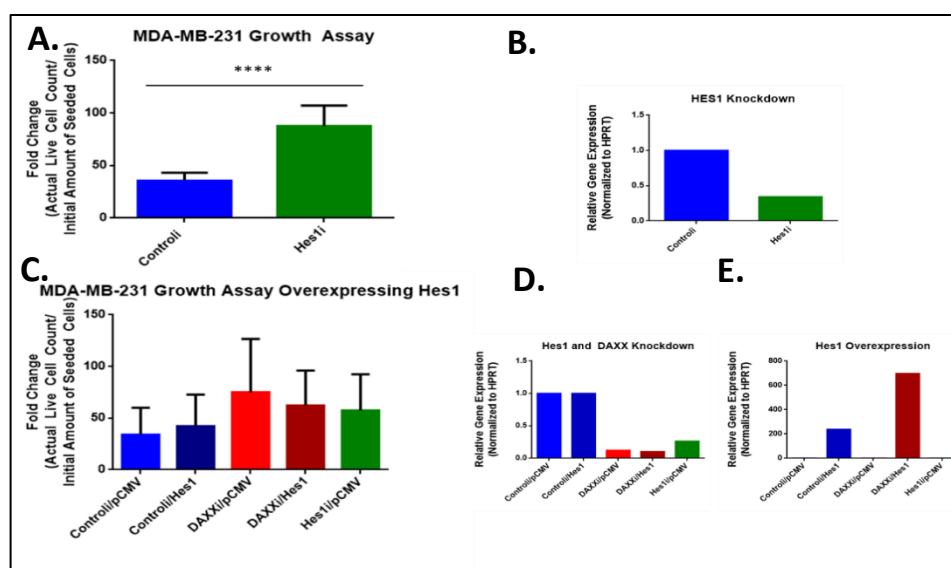 A.
MDA-MB-231 Growth Assay
****
Fold Change
(Actual Live Cell Count/
Initial Amount of Seeded Cells)
150
100
50
0
Controli
Hes1i
B.
HES1 Knockdown
Relative Gene Expression
(Normalized to HPRT)
1.5
1.0
0.5
0.0
Controli
Hes1i
C.
MDA-MB-231 Growth Assay Overexpressing Hes1
Fold Change
(Actual Live Cell Count/
Initial Amount of Seeded Cells)
150
100
50
0
Controli/pCMV
Controli/Hes1
DAXXi/pCMV
DAXXi/Hes1
Hes1i/pCMV
D.
Hes1 and DAXX Knockdown
Relative Gene Expression
(Normalized to HPRT)
1.5
1.0
0.5
0.0
Controli/pCMV
Controli/Hes1
DAXXi/pCMV
DAXXi/Hes1
Hes1i/pCMV
E.
Hes1 Overexpression
Relative Gene Expression
(Normalized to HPRT)
800
600
400
200
0
Controli/pCMV
Controli/Hes1
DAXXi/pCMV
DAXXi/Hes1
Hes1i/pCMV